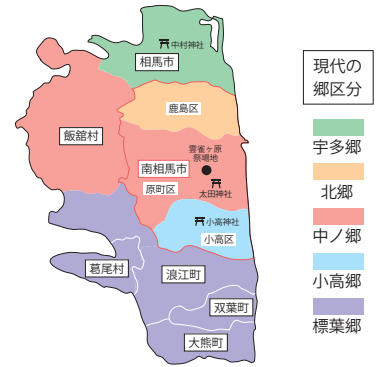 中村神社
相馬市
鹿島区
飯舘村
雲雀ヶ原
祭場地
南相馬市
原町区
太田神社
小高神社
小高区
葛尾村
浪江町
双葉町
大熊町
現代の
郷区分
宇多郷
北郷
中ノ郷
小高郷
標葉郷